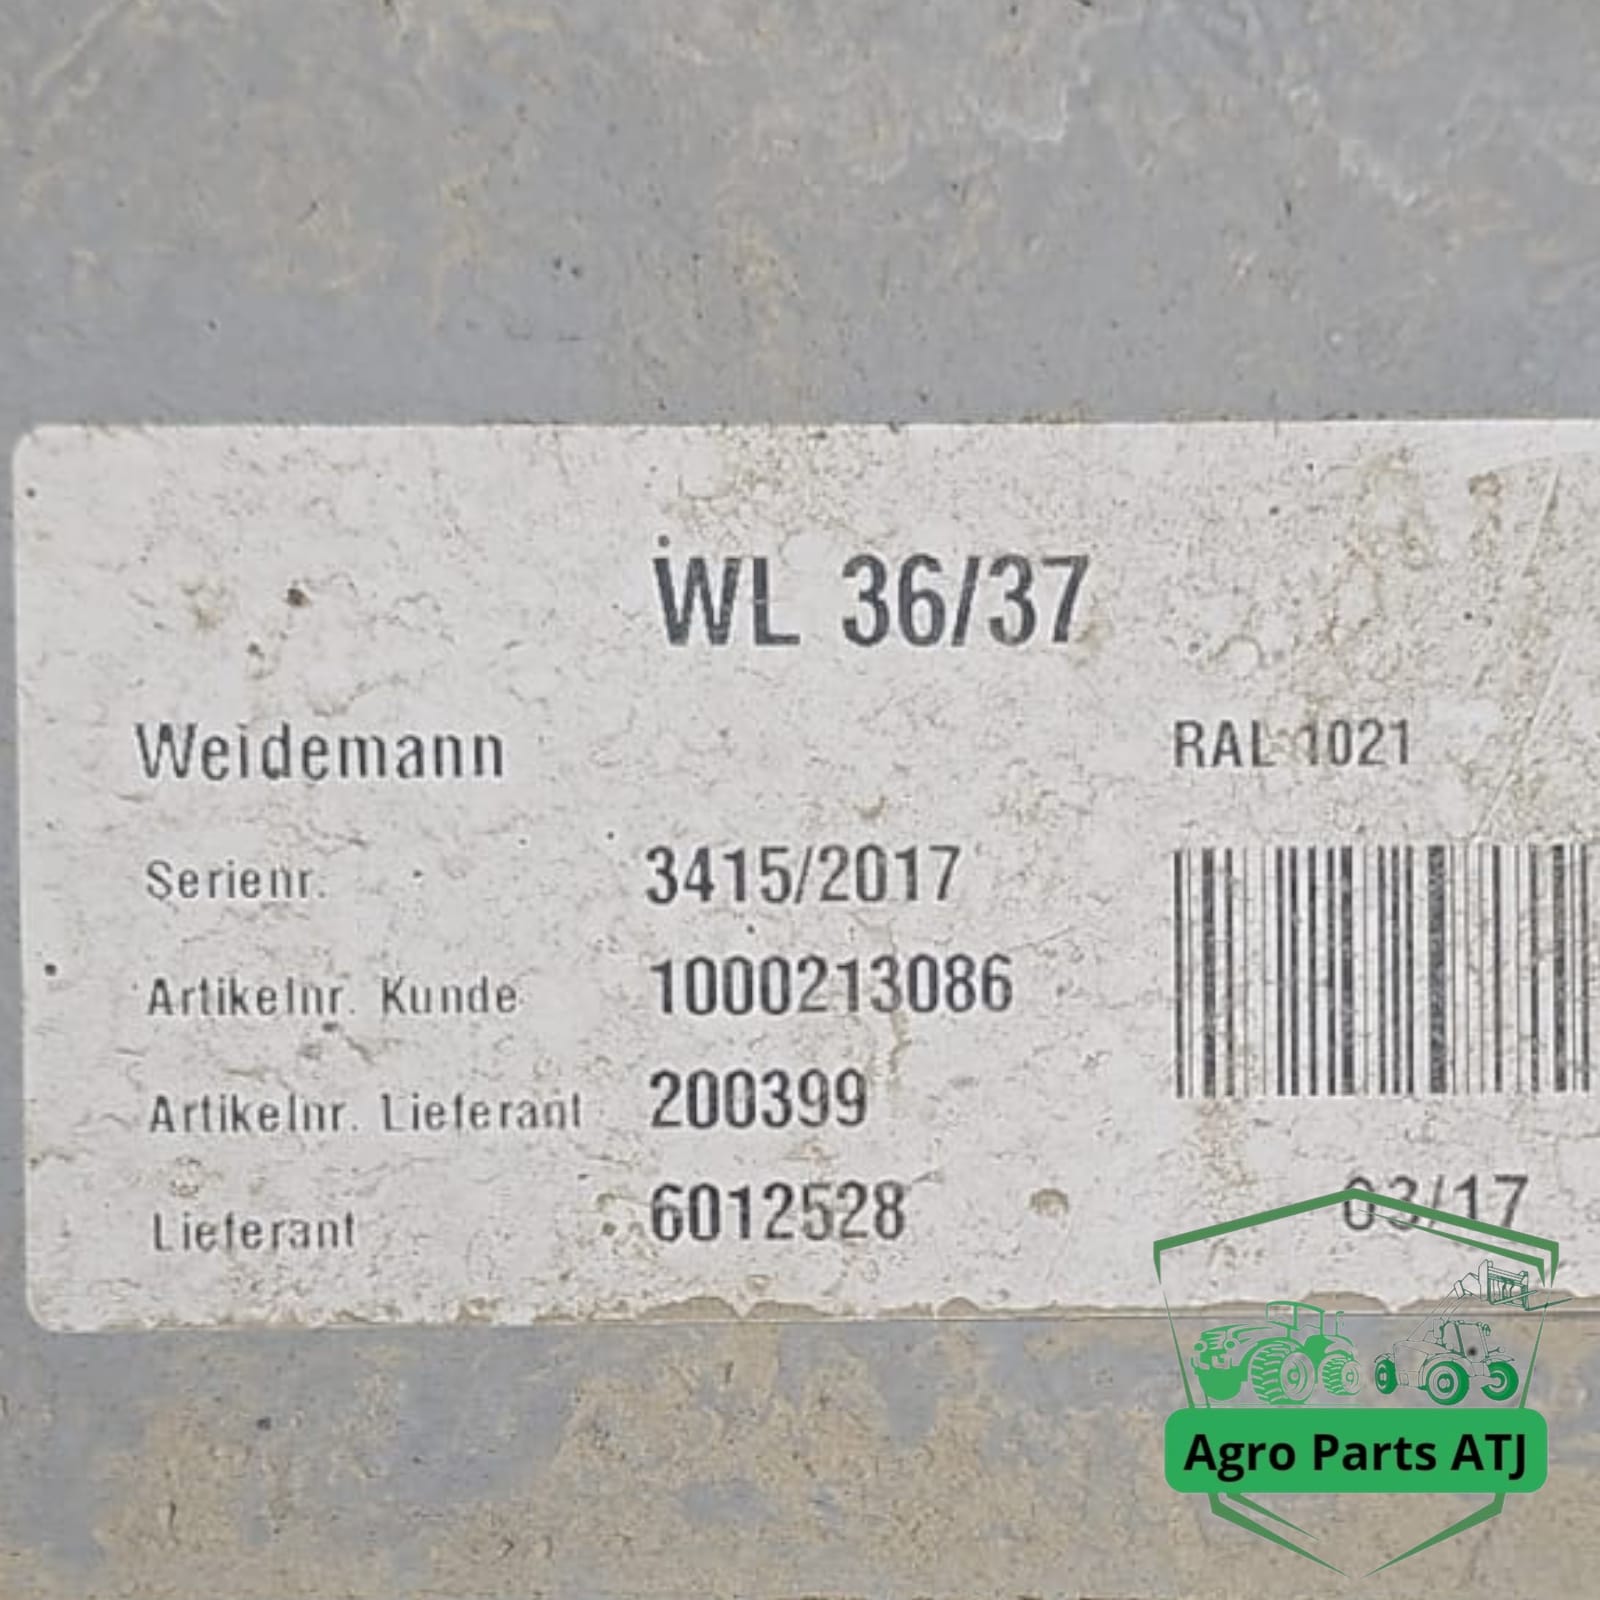 WL 36/37
Weidemann RAL 1021
Serienr. 3415/2017
Artikelnr. Kunde 1000213086
Artikelnr. Lieferant 200399
Lieferant 6012528 03/17
Agro Parts ATJ